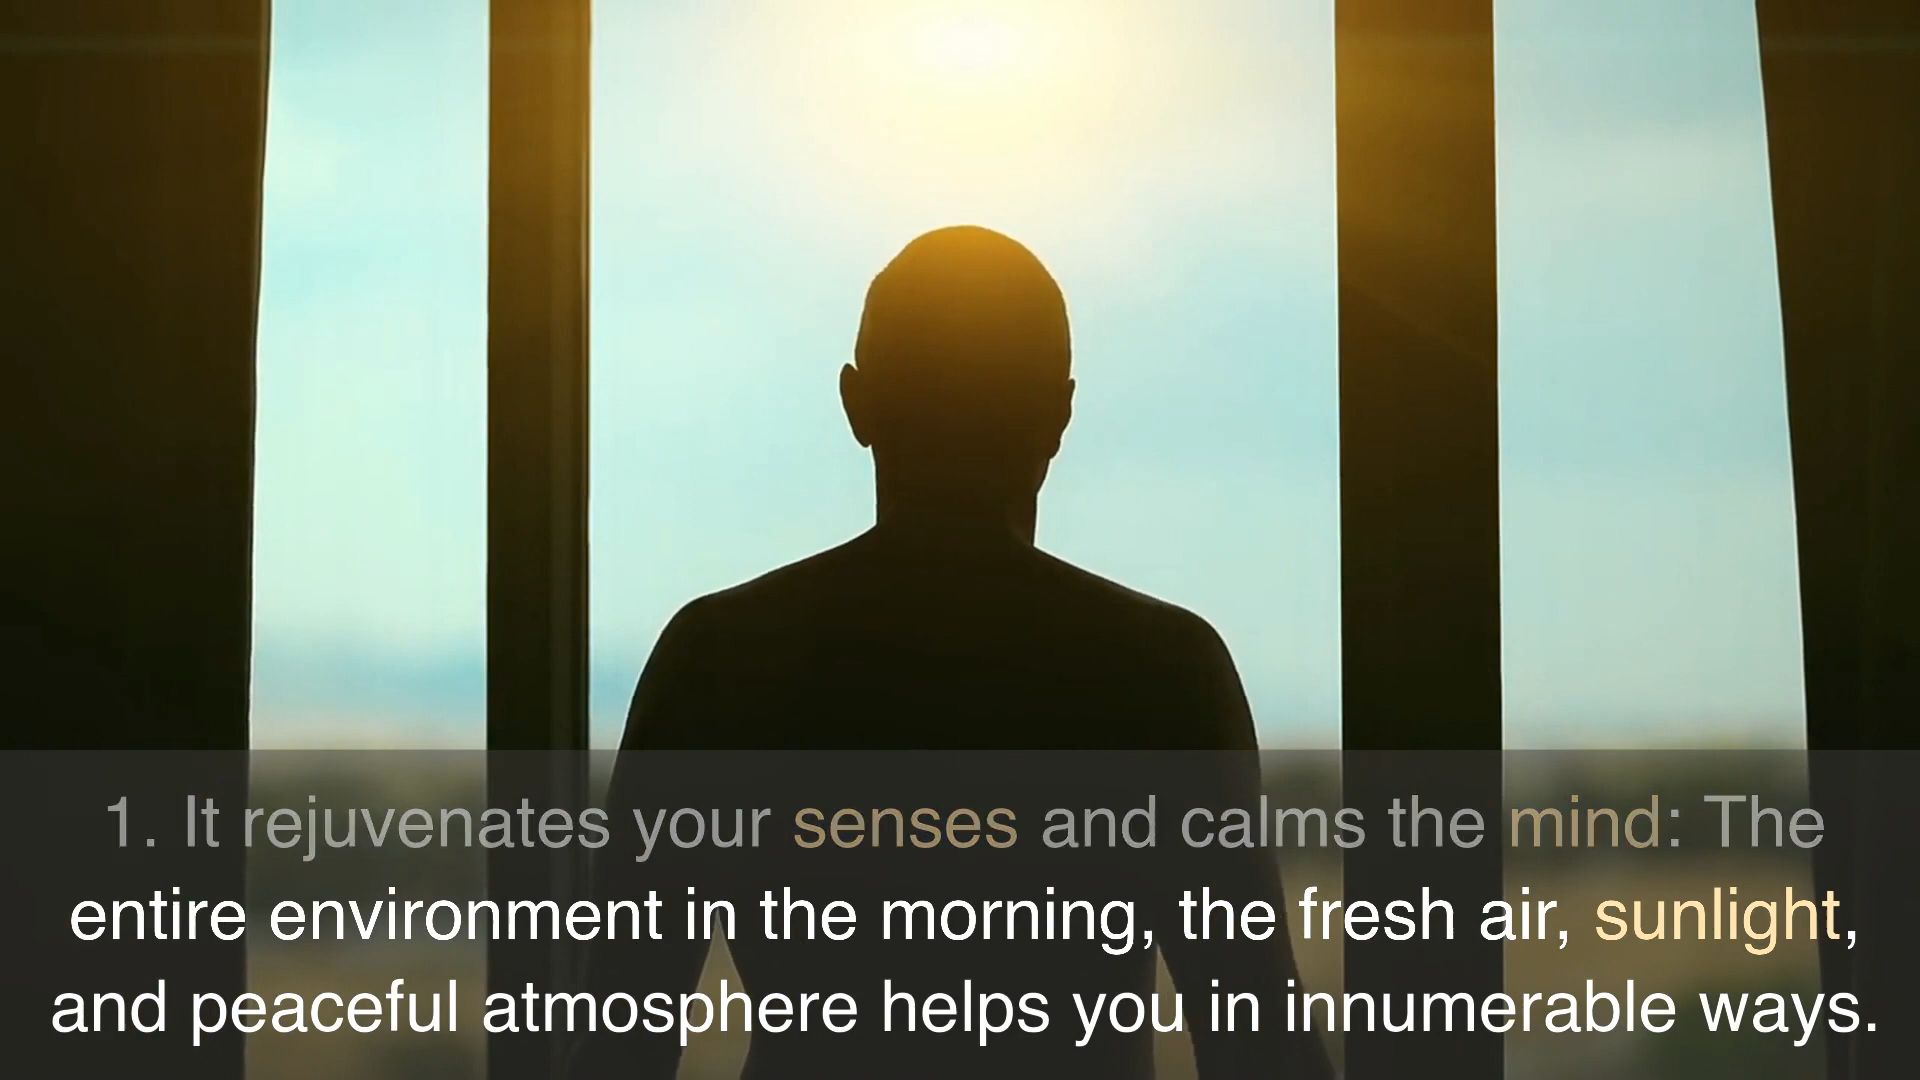 1. It rejuvenates your senses and calms the mind: The
entire environment in the morning, the fresh air, sunlight,
and peaceful atmosphere helps you in innumerable ways.